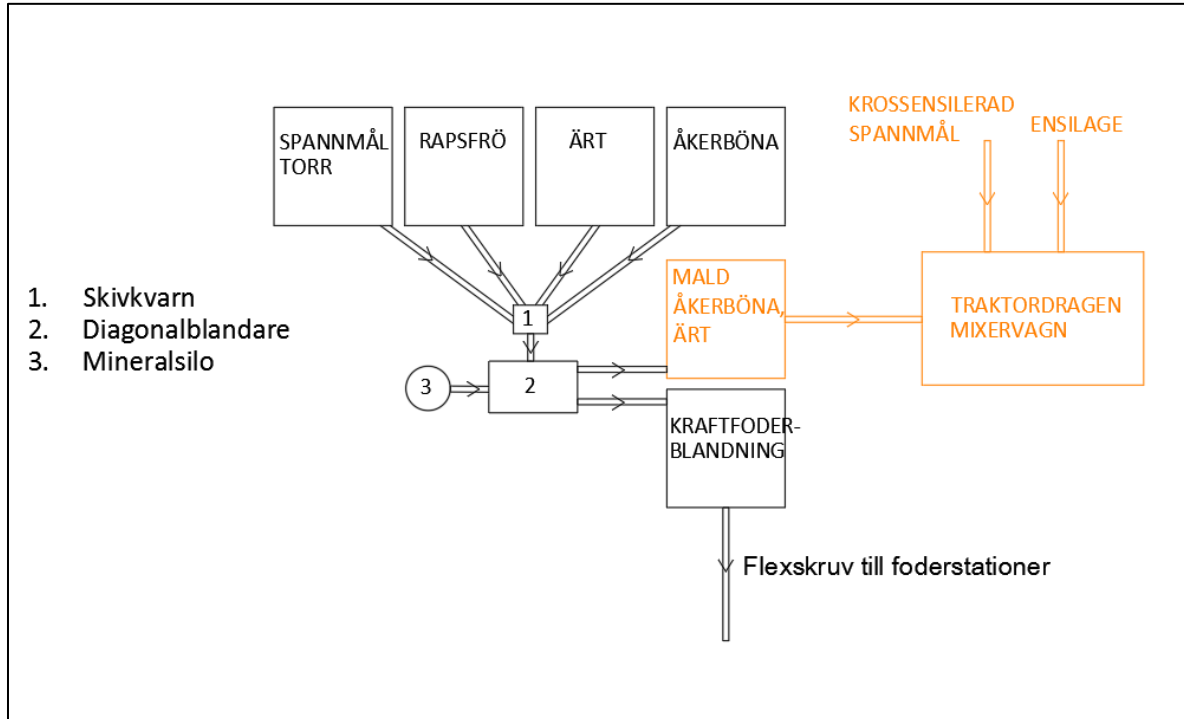 SPANNMÅL
TORR
RAPSFRÖ
ÄRT
ÅKERBÖNA
KROSSENSILERAD
SPANNMÅL
ENSILAGE
1. Skivkvarn
2. Diagonalblandare
3. Mineralsilo
1
2
3
MALD
ÅKERBÖNA,
ÄRT
TRAKTORDRAGEN
MIXERVAGN
KRAFTFODER-
BLANDNING
Flexskruv till foderstationer